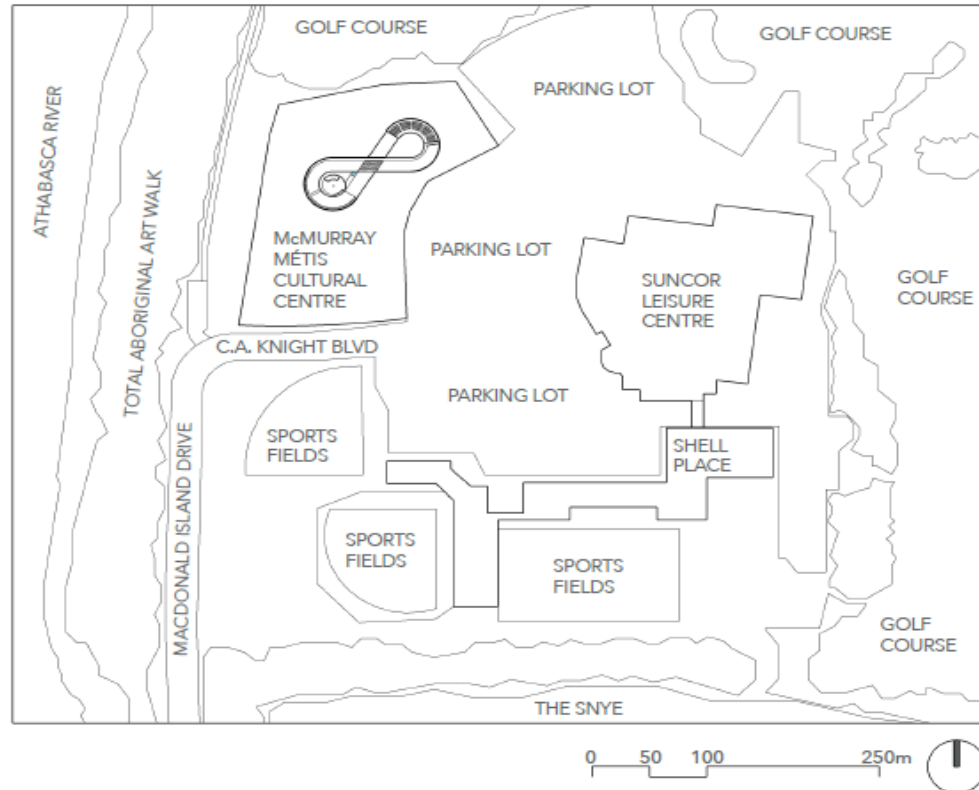 GOLF COURSE
GOLF COURSE
PARKING LOT
ATHABASCA RIVER
TOTAL ABORIGINAL ART WALK
McMURRAY
MÉTIS
CULTURAL
CENTRE
PARKING LOT
SUNCOR
LEISURE
CENTRE
GOLF
COURSE
C.A. KNIGHT BLVD
PARKING LOT
MACDONALD ISLAND DRIVE
SPORTS
FIELDS
SHELL
PLACE
SPORTS
FIELDS
SPORTS
FIELDS
GOLF
COURSE
THE SNYE
0 50 100 250m